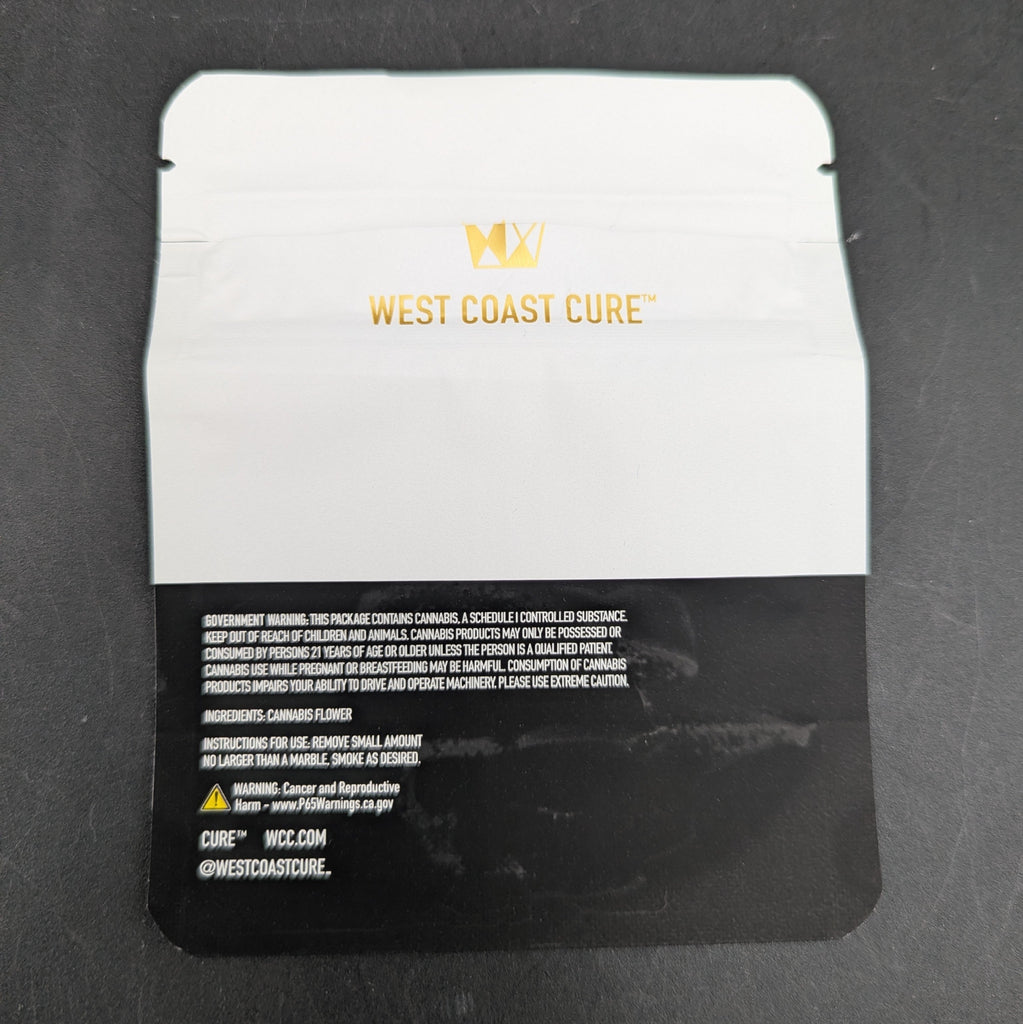 WEST COAST CURE™
GOVERNMENT WARNING: THIS PACKAGE CONTAINS CANNABIS, A SCHEDULE I CONTROLLED SUBSTANCE.
KEEP OUT OF REACH OF CHILDREN AND ANIMALS. CANNABIS PRODUCTS MAY ONLY BE POSSESSED OR
CONSUMED BY PERSONS 21 YEARS OF AGE OR OLDER UNLESS THE PERSON IS A QUALIFIED PATIENT.
CANNABIS USE WHILE PREGNANT OR BREASTFEEDING MAY BE HARMFUL. CONSUMPTION OF CANNABIS
PRODUCTS IMPAIRS YOUR ABILITY TO DRIVE AND OPERATE MACHINERY. PLEASE USE EXTREME CAUTION.
INGREDIENTS: CANNABIS FLOWER
INSTRUCTIONS FOR USE: REMOVE SMALL AMOUNT
NO LARGER THAN A MARBLE, SMOKE AS DESIRED.
WARNING: Cancer and Reproductive
Harm - www.P65Warnings.ca.gov
CURE™ WCC.COM
@WESTCOASTCURE_